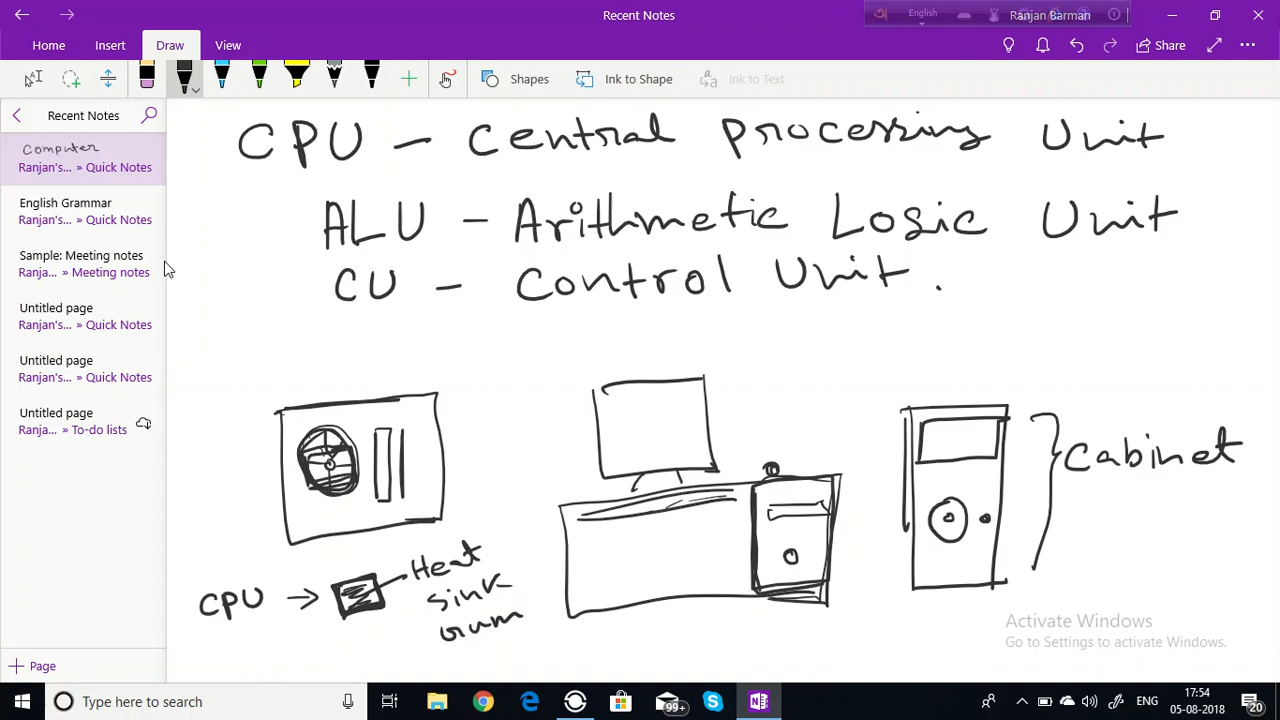 Recent Notes
English
Ranjan Barman
Home
Insert
Draw
View
Share
Shapes
Ink to Shape
Ink to Text
Recent Notes
Computer
Ranjan's... » Quick Notes
English Grammar
Ranjan's... » Quick Notes
Sample: Meeting notes
Ranja... » Meeting notes
Untitled page
Ranjan's... » Quick Notes
Untitled page
Ranjan's... » Quick Notes
Untitled page
Ranja... » To-do lists
Page
CPU - Central Processing Unit
ALU - Arithmetic Logic Unit
CU - Control Unit.
Cabinet
CPU → Heat
sink
Activate Windows
Go to Settings to activate Windows.
Type here to search
99+
ENG
17:54
05-08-2018
20